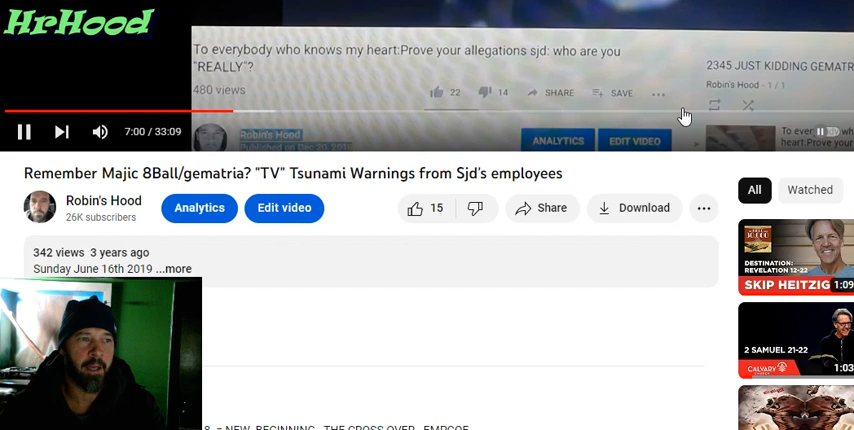 HrHood
To everybody who knows my heart:Prove your allegations sjd: who are you
"REALLY"?
480 views
22
14
SHARE
SAVE
2345 JUST KIDDING GEMATR
Robin's Hood - 1 / 1
7:00 / 33:09
Robin's Hood
Published on Dec 20, 2018
ANALYTICS
EDIT VIDEO
To every
heart:Prove your
Remember Majic 8Ball/gematria? "TV" Tsunami Warnings from Sjd's employees
Robin's Hood
26K subscribers
Analytics
Edit video
15
Share
Download
All
Watched
342 views 3 years ago
Sunday June 16th 2019 ...more
DESTINATION:
REVELATION 12-22
SKIP HEITZIG
1:09
2 SAMUEL 21-22
CALVARY
1:03